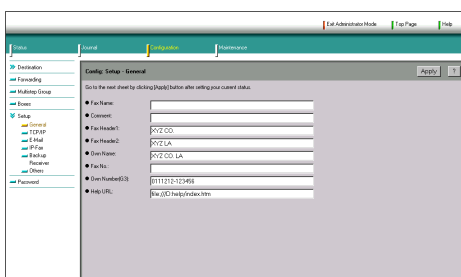 Exit Administrator Mode Top Page Help
Status Journal Configuration Maintenance
Destination
Forwarding
Multistep Group
Boxes
Setup
General
TCP/IP
E-Mail
IP-Fax
Backup
Receiver
Others
Password
Config: Setup - General
Apply ?
Go to the next sheet by clicking [Apply] button after setting your current status.
Fax Name:
Comment:
Fax Header1: XYZ CO.
Fax Header2: XYZ LA
Own Name: XYZ CO. LA
Fax No.:
Own Number(G3): 0111212-123456
Help URL: file:///D:help/index.htm